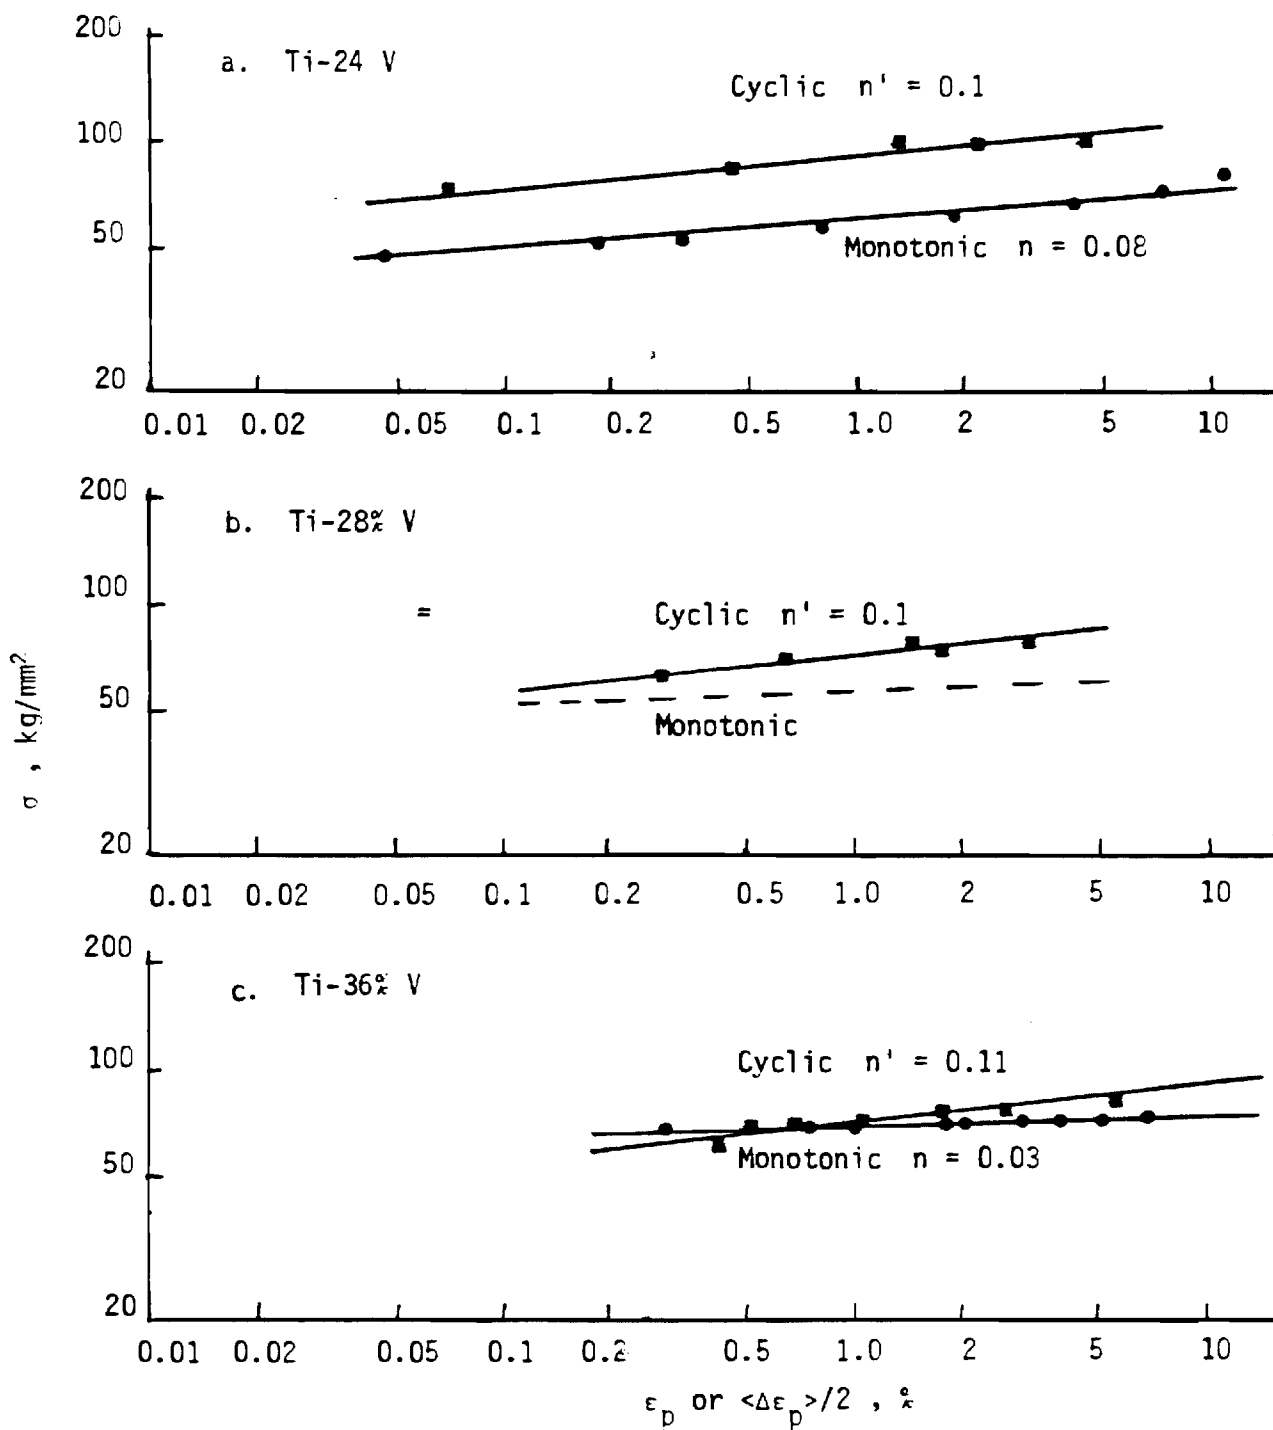 200
a. Ti-24 V
Cyclic n' = 0.1
100
50
Monotonic n = 0.08
20
0.01 0.02 0.05 0.1 0.2 0.5 1.0 2 5 10
200
b. Ti-28% V
100
=
Cyclic n' = 0.1
50
Monotonic
20
0.01 0.02 0.05 0.1 0.2 0.5 1.0 2 5 10
σ , kg/mm²
200
c. Ti-36% V
100
Cyclic n' = 0.11
50
Monotonic n = 0.03
20
0.01 0.02 0.05 0.1 0.2 0.5 1.0 2 5 10
εp or <Δεp>/2 , %